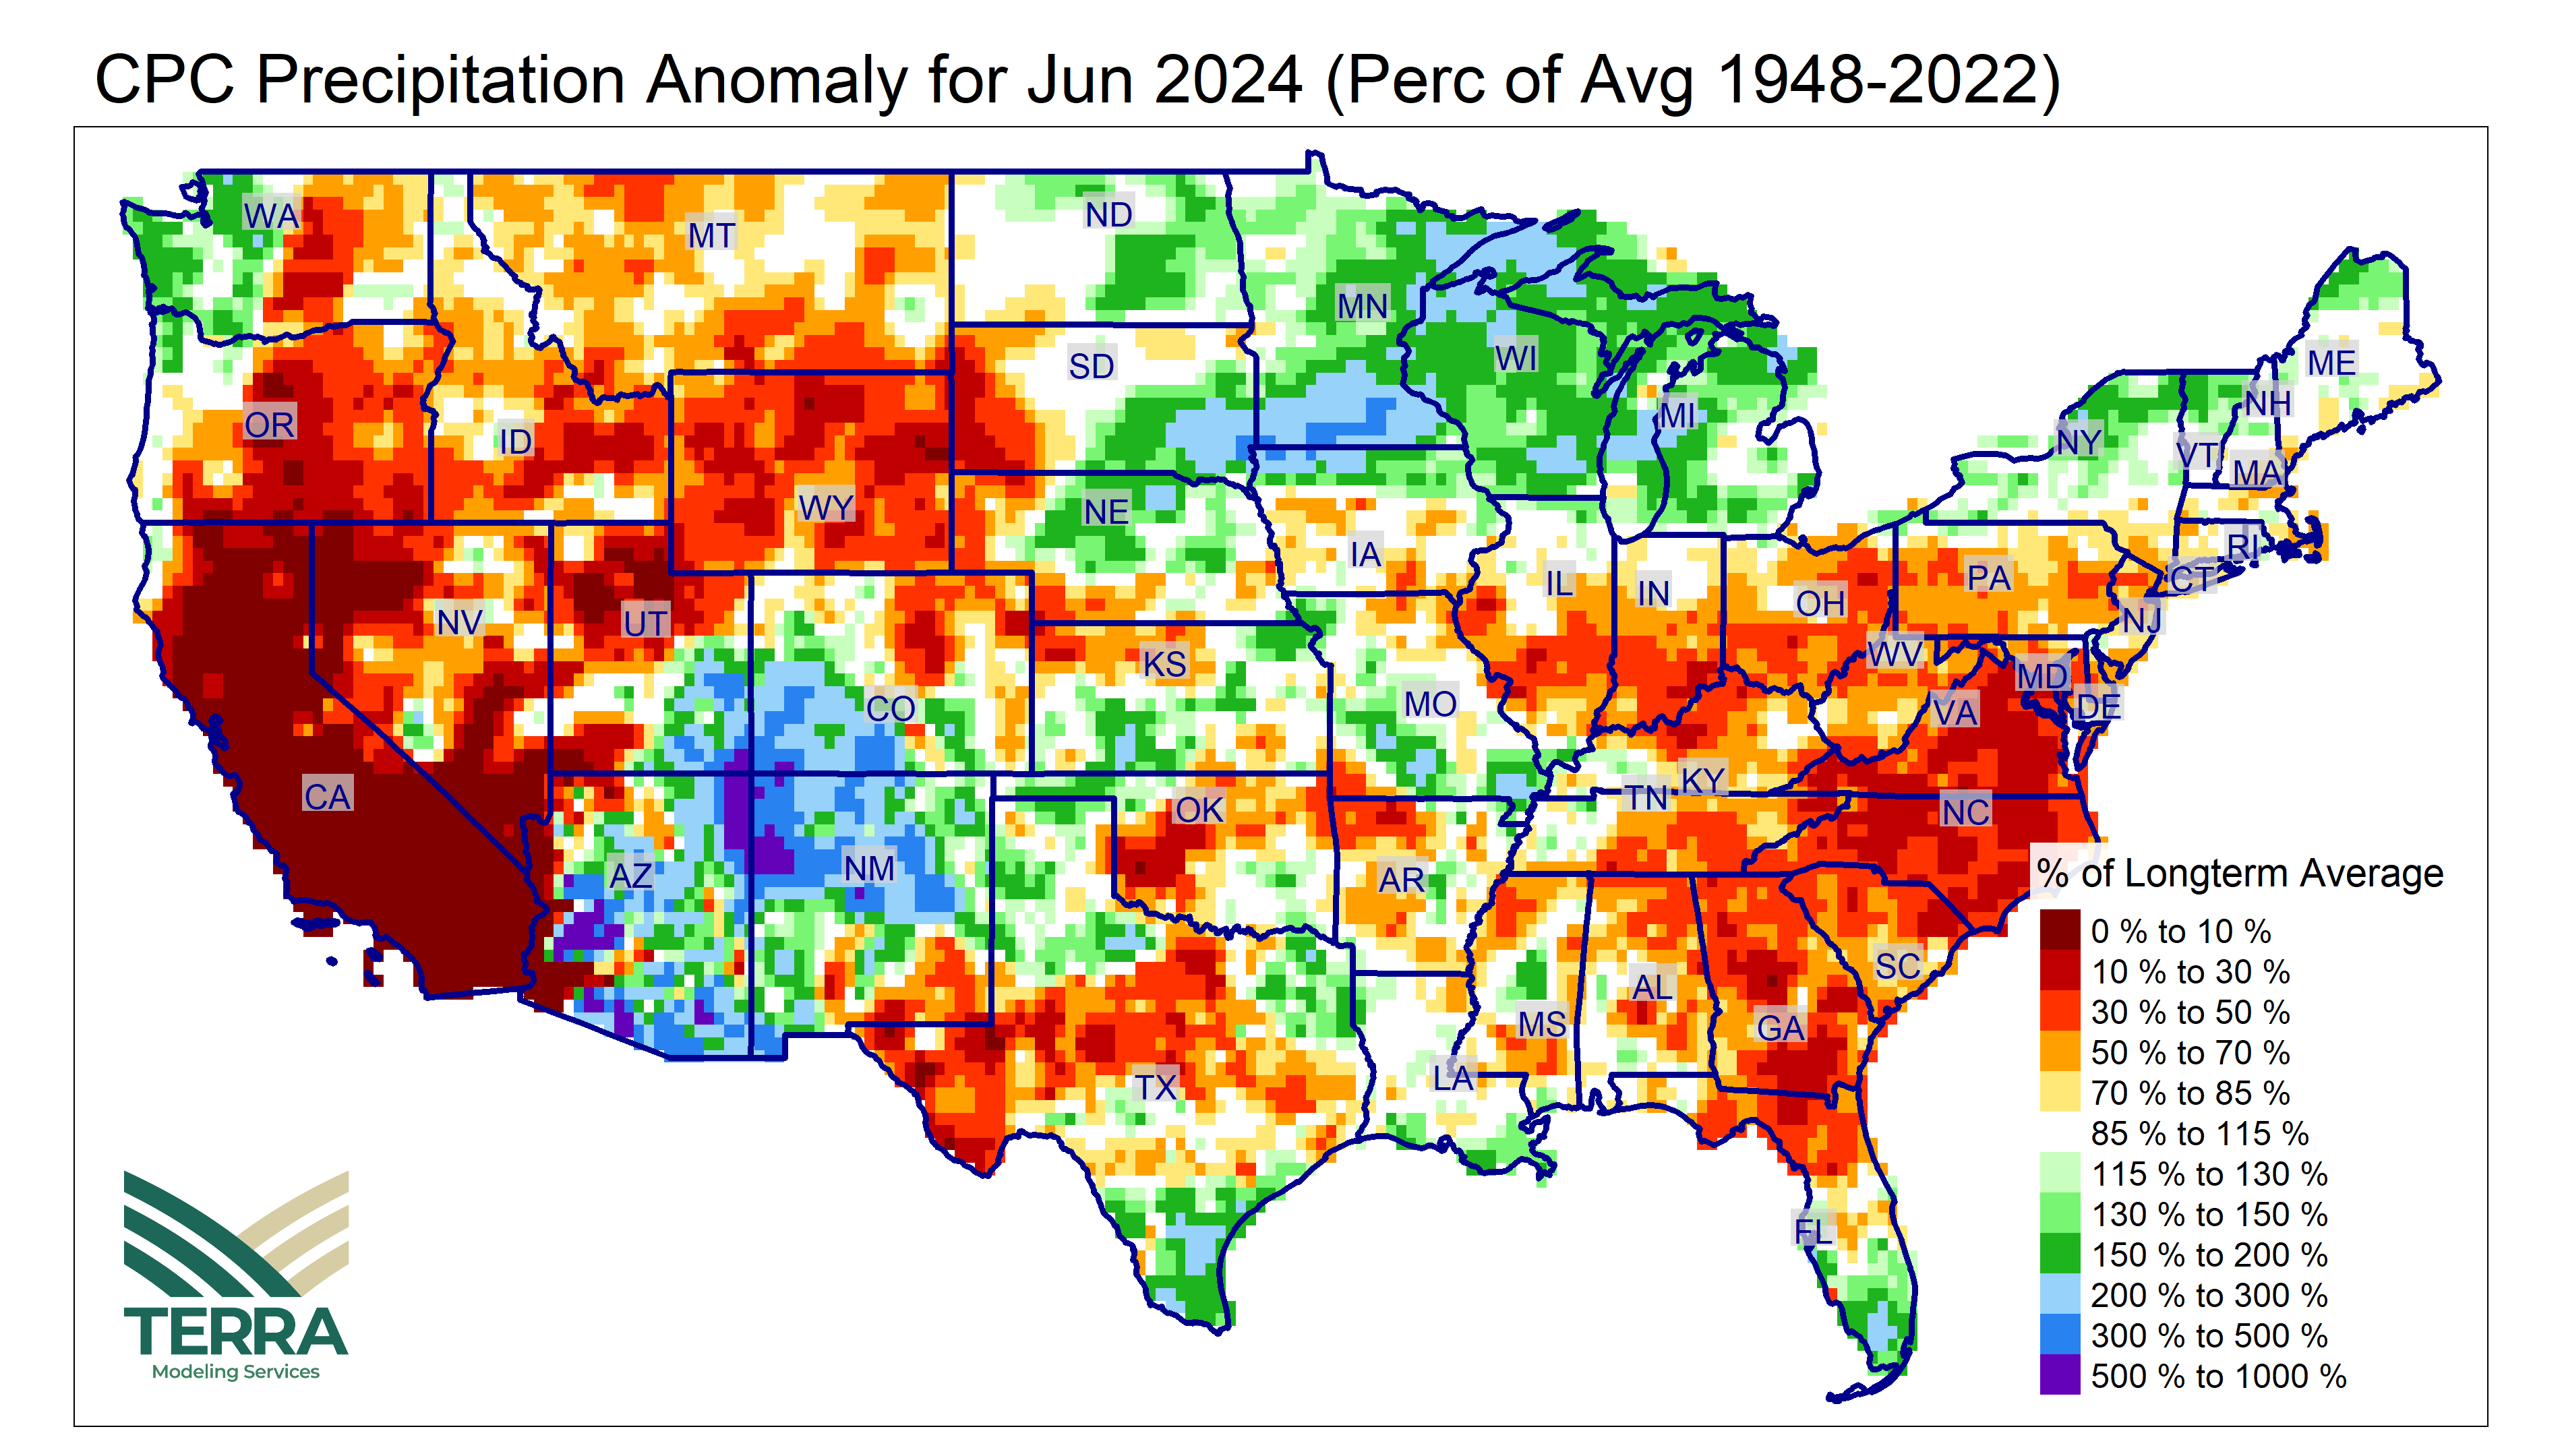 CPC Precipitation Anomaly for Jun 2024 (Perc of Avg 1948-2022)
WA
MT
ND
MN
ME
OR
ID
SD
WI
MI
NH
NY
VT
MA
WY
NE
IA
IL
IN
OH
PA
RI
CT
NJ
NV
UT
CO
KS
MO
WV
MD
DE
VA
CA
AZ
NM
OK
AR
TN
KY
NC
SC
TX
LA
MS
AL
GA
FL
% of Longterm Average
0 % to 10 %
10 % to 30 %
30 % to 50 %
50 % to 70 %
70 % to 85 %
85 % to 115 %
115 % to 130 %
130 % to 150 %
150 % to 200 %
200 % to 300 %
300 % to 500 %
500 % to 1000 %
TERRA
Modeling Services